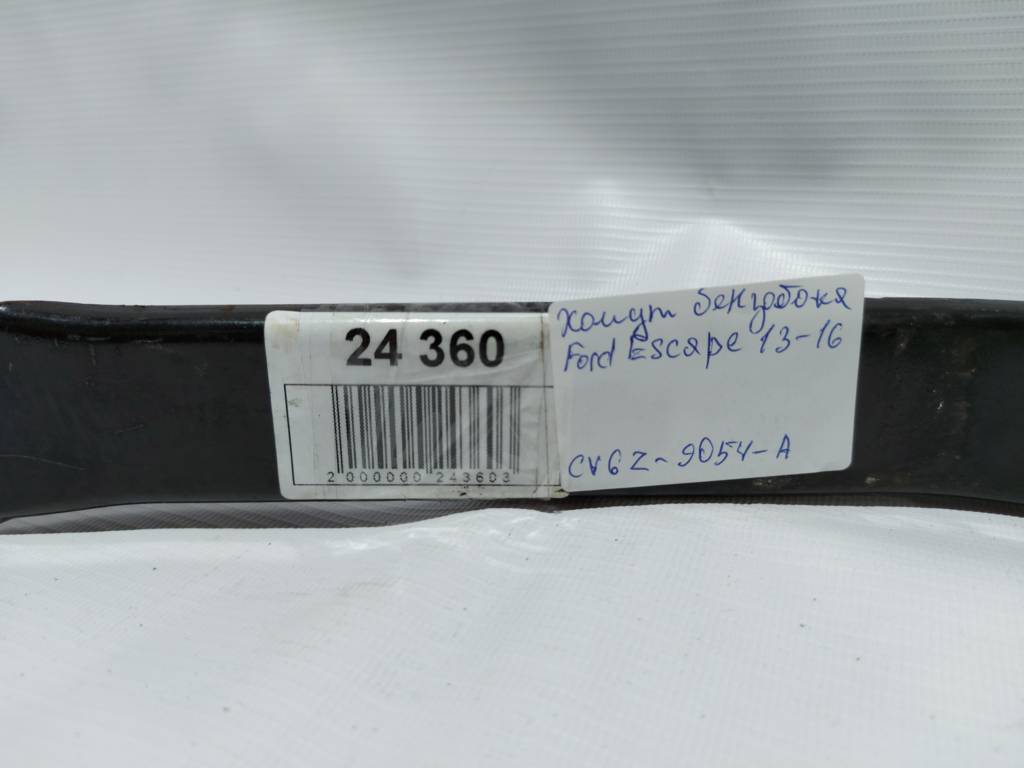 24 360
2 000000 243603
Хомут бензобака
Ford Escape 13-16
CV6Z-9054-A